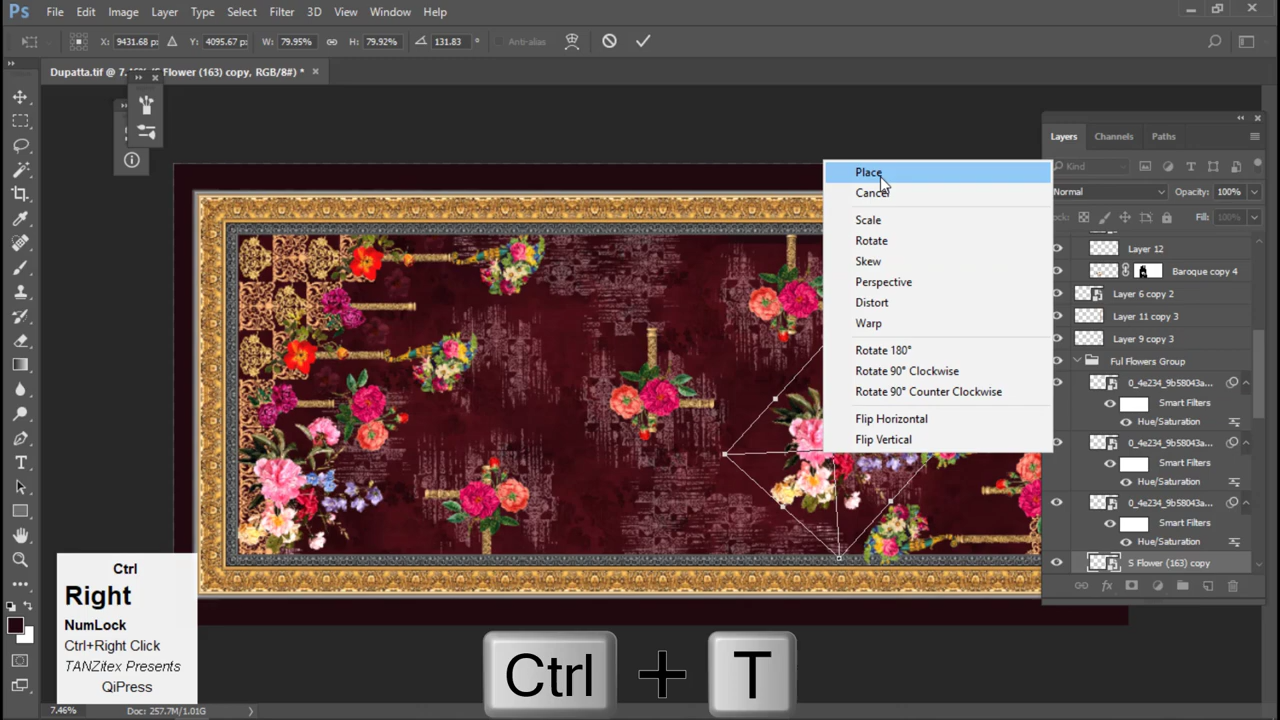 Ps File Edit Image Layer Type Select Filter 3D View Window Help
X: 9431.68 px Y: 4095.67 px W: 79.95% H: 79.92% 131.83 ° Anti-alias
Dupatta.tif @ 7.16% (S Flower (163) copy, RGB/8#) *
Layers Channels Paths
Kind
Normal Opacity: 100%
Lock: Fill: 100%
Layer 12
Baroque copy 4
Layer 6 copy 2
Layer 11 copy 3
Layer 9 copy 3
Ful Flowers Group
0_4e234_9b58043a...
Smart Filters
Hue/Saturation
0_4e234_9b58043a...
Smart Filters
Hue/Saturation
0_4e234_9b58043a...
Smart Filters
Hue/Saturation
S Flower (163) copy
fx
Place
Cancel
Scale
Rotate
Skew
Perspective
Distort
Warp
Rotate 180°
Rotate 90° Clockwise
Rotate 90° Counter Clockwise
Flip Horizontal
Flip Vertical
Ctrl
Right
NumLock
Ctrl+Right Click
TANZitex Presents
QiPress
Ctrl + T
7.46% Doc: 257.7M/1.01G